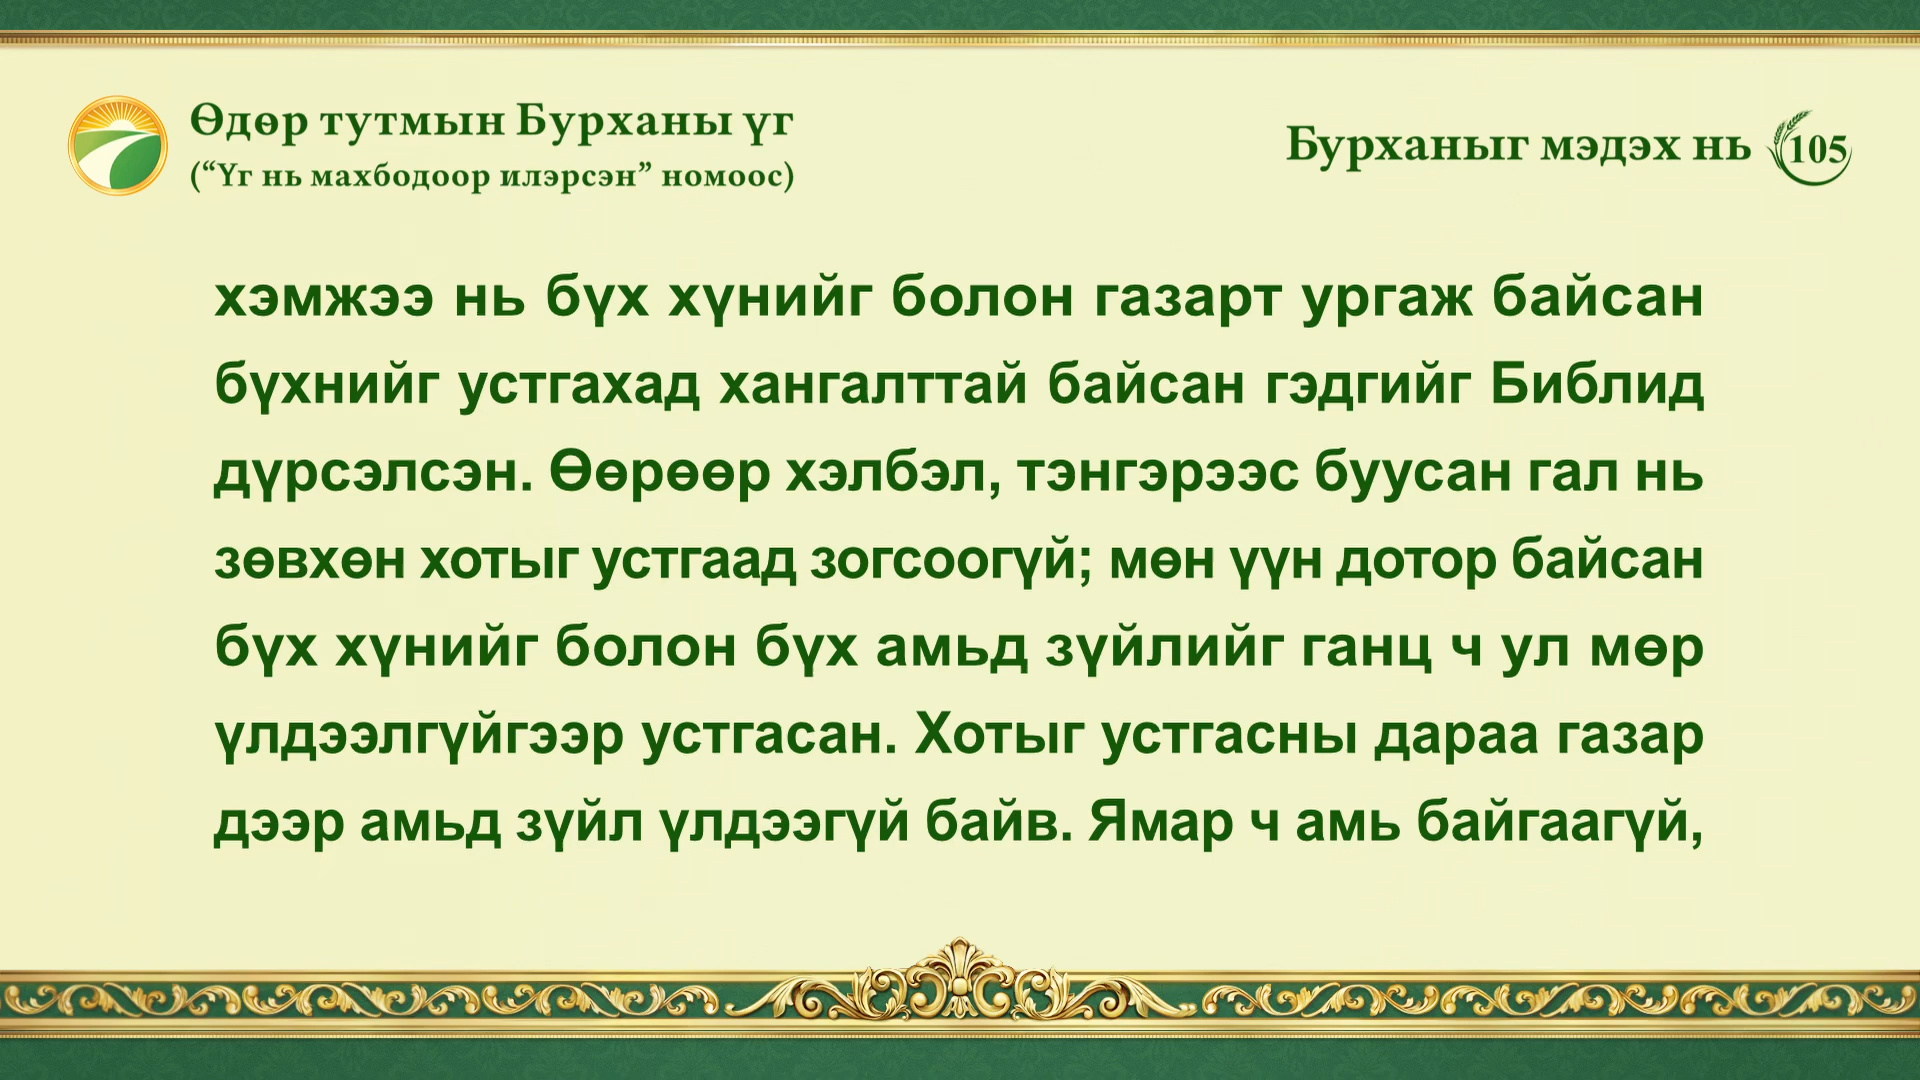 Өдөр тутмын Бурханы үг
(“Үг нь махбодоор илэрсэн” номоос)
Бурханыг мэдэх нь 105
хэмжээ нь бүх хүнийг болон газарт ургаж байсан
бүхнийг устгахад хангалттай байсан гэдгийг Библид
дүрсэлсэн. Өөрөөр хэлбэл, тэнгэрээс буусан гал нь
зөвхөн хотыг устгаад зогсоогүй; мөн үүн дотор байсан
бүх хүнийг болон бүх амьд зүйлийг ганц ч ул мөр
үлдээлгүйгээр устгасан. Хотыг устгасны дараа газар
дээр амьд зүйл үлдээгүй байв. Ямар ч амь байгаагүй,